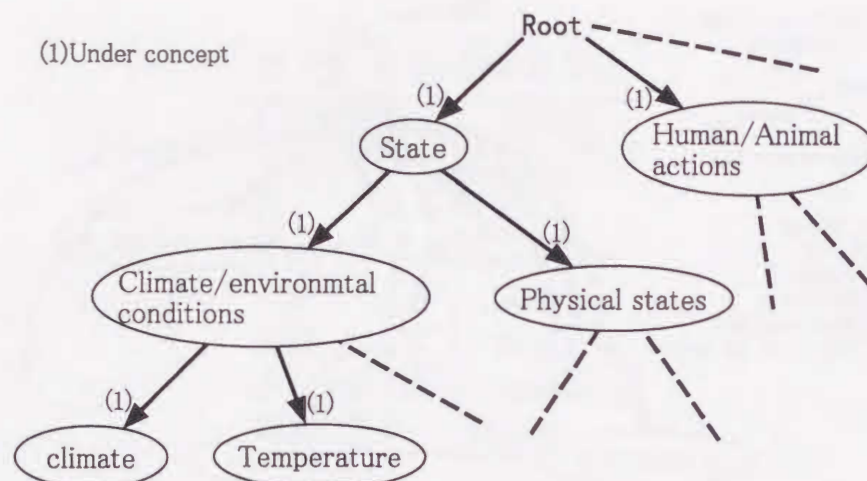 Root
(1)Under concept
(1)
(1)
State
Human/Animal
actions
(1)
(1)
Climate/environmtal
conditions
Physical states
(1)
(1)
climate
Temperature